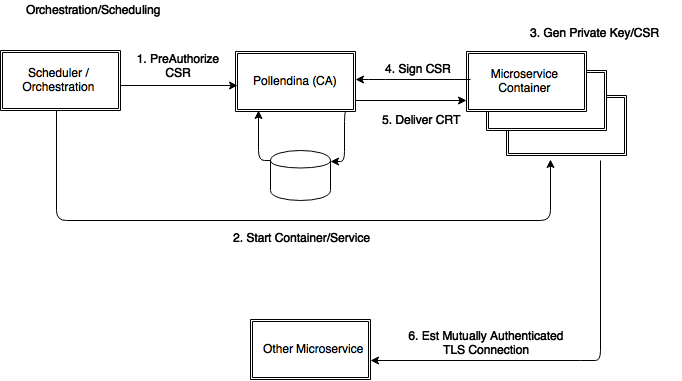 Orchestration/Scheduling
3. Gen Private Key/CSR
1. PreAuthorize
CSR
4. Sign CSR
Scheduler /
Orchestration
Pollendina (CA)
Microservice
Container
5. Deliver CRT
2. Start Container/Service
6. Est Mutually Authenticated
TLS Connection
Other Microservice